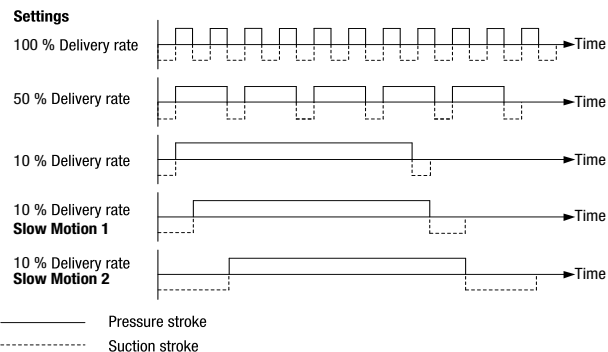 Settings
100 % Delivery rate
Time
50 % Delivery rate
Time
10 % Delivery rate
Time
10 % Delivery rate
Slow Motion 1
Time
10 % Delivery rate
Slow Motion 2
Time
Pressure stroke
Suction stroke